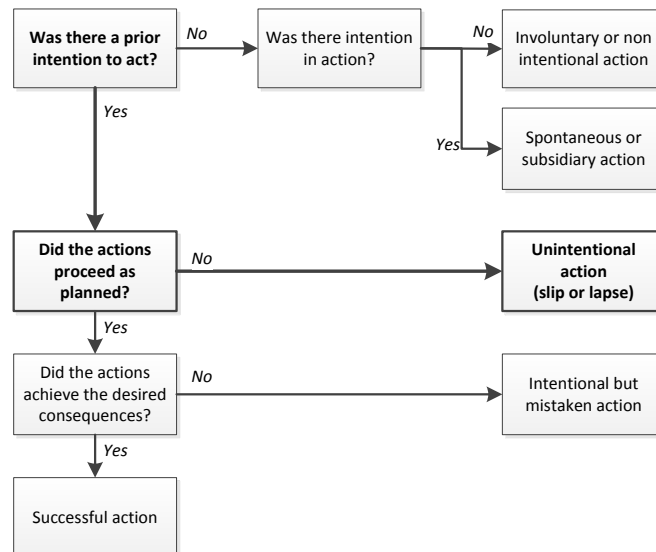 Was there a prior
intention to act?
No
Was there intention
in action?
No
Involuntary or non
intentional action
Yes
Yes
Spontaneous or
subsidiary action
Did the actions
proceed as
planned?
No
Unintentional
action
(slip or lapse)
Yes
Did the actions
achieve the desired
consequences?
No
Intentional but
mistaken action
Yes
Successful action